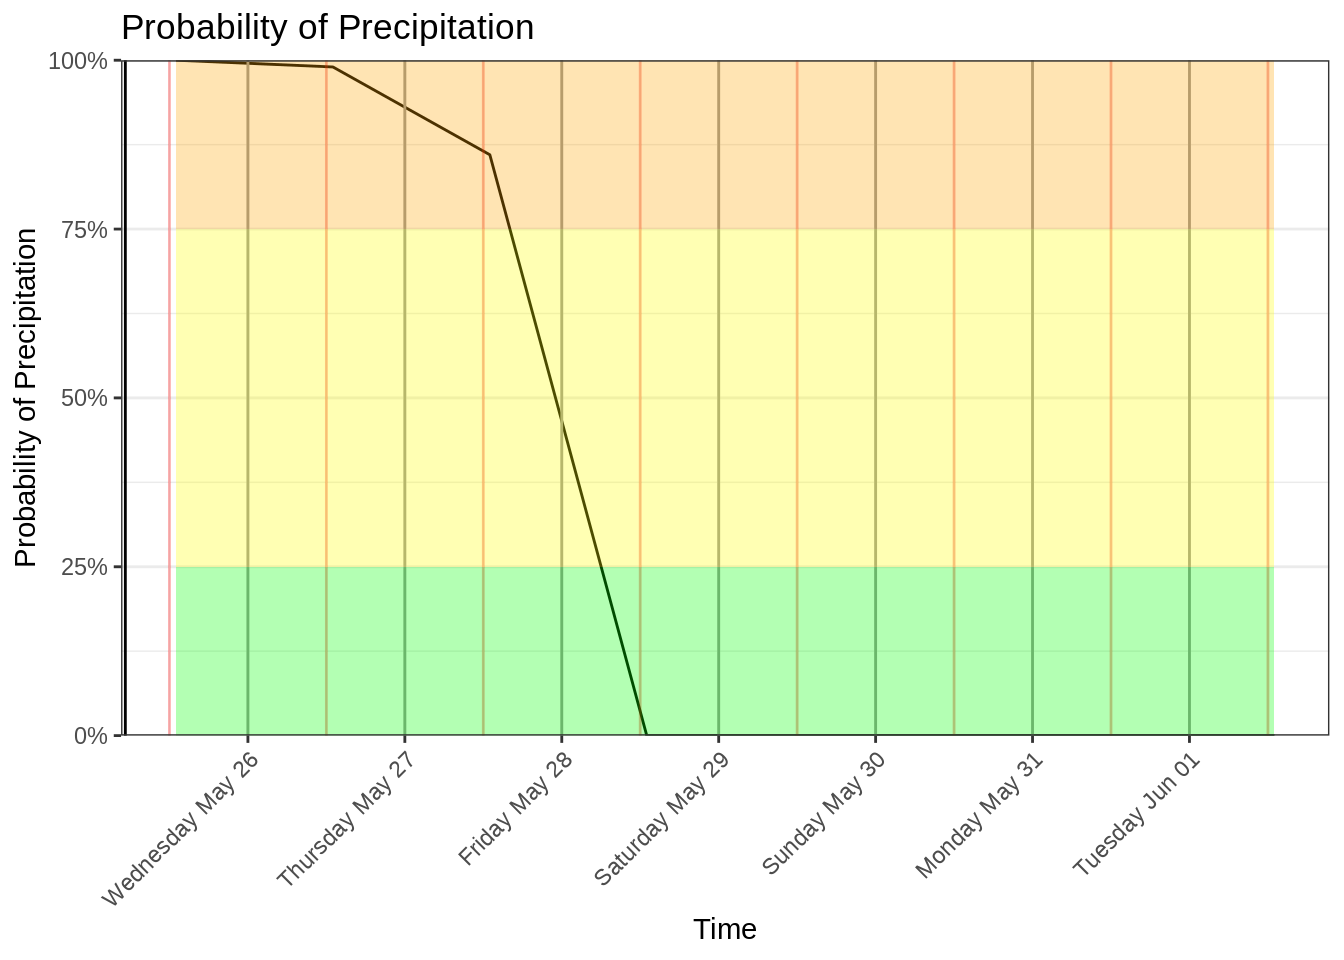 Probability of Precipitation
Probability of Precipitation
100%
75%
50%
25%
0%
Wednesday May 26
Thursday May 27
Friday May 28
Saturday May 29
Sunday May 30
Monday May 31
Tuesday Jun 01
Time